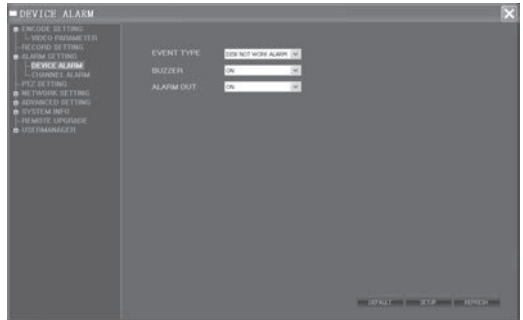 DEVICE ALARM
ENCODE SETTING
VIDEO PARAMETER
RECORD SETTING
ALARM SETTING
DEVICE ALARM
CHANNEL ALARM
PTZ SETTING
NETWORK SETTING
ADVANCED SETTING
SYSTEM INFO
REMOTE UPGRADE
USERMANAGER
EVENT TYPE DISK NOT WORK ALARM
BUZZER ON
ALARM OUT ON
DEFAULT SETUP REFRESH